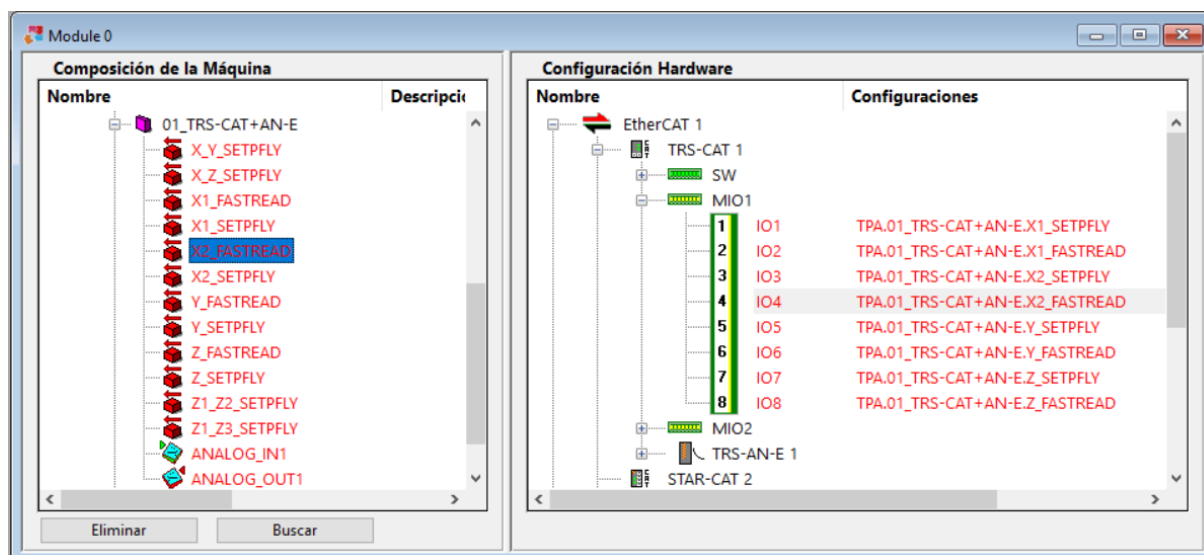 Module 0
Composición de la Máquina
Nombre Descripció
01_TRS-CAT+AN-E
X_Y_SETPFLY
X_Z_SETPFLY
X1_FASTREAD
X1_SETPFLY
X2_FASTREAD
X2_SETPFLY
Y_FASTREAD
Y_SETPFLY
Z_FASTREAD
Z_SETPFLY
Z1_Z2_SETPFLY
Z1_Z3_SETPFLY
ANALOG_IN1
ANALOG_OUT1
Eliminar Buscar
Configuración Hardware
Nombre Configuraciones
EtherCAT 1
TRS-CAT 1
SW
MIO1
1 IO1 TPA.01_TRS-CAT+AN-E.X1_SETPFLY
2 IO2 TPA.01_TRS-CAT+AN-E.X1_FASTREAD
3 IO3 TPA.01_TRS-CAT+AN-E.X2_SETPFLY
4 IO4 TPA.01_TRS-CAT+AN-E.X2_FASTREAD
5 IO5 TPA.01_TRS-CAT+AN-E.Y_SETPFLY
6 IO6 TPA.01_TRS-CAT+AN-E.Y_FASTREAD
7 IO7 TPA.01_TRS-CAT+AN-E.Z_SETPFLY
8 IO8 TPA.01_TRS-CAT+AN-E.Z_FASTREAD
MIO2
TRS-AN-E 1
STAR-CAT 2